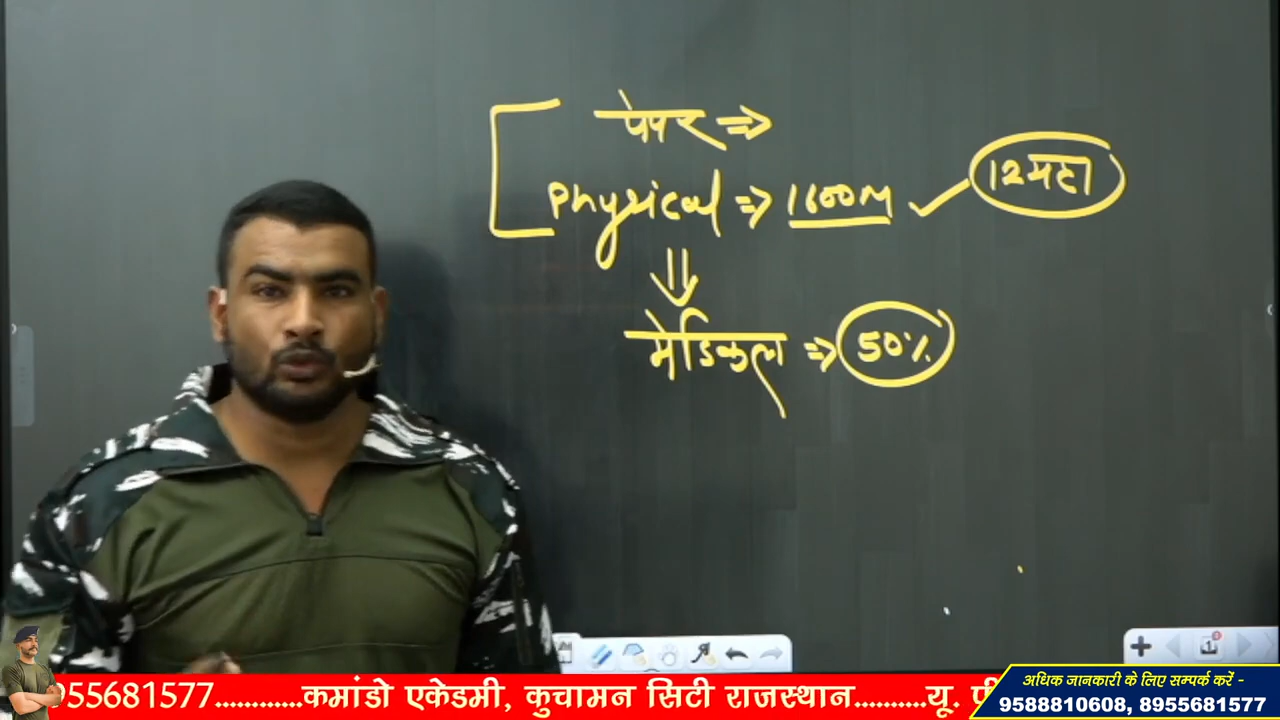 पेपर ⇒
Physical ⇒ 1600M ✓ 12महा
⇓
मेडिकल ⇒ 50%
955681577............कमांडो एकेडमी, कुचामन सिटी राजस्थान..........यू. पी
अधिक जानकारी के लिए सम्पर्क करें -
9588810608, 8955681577